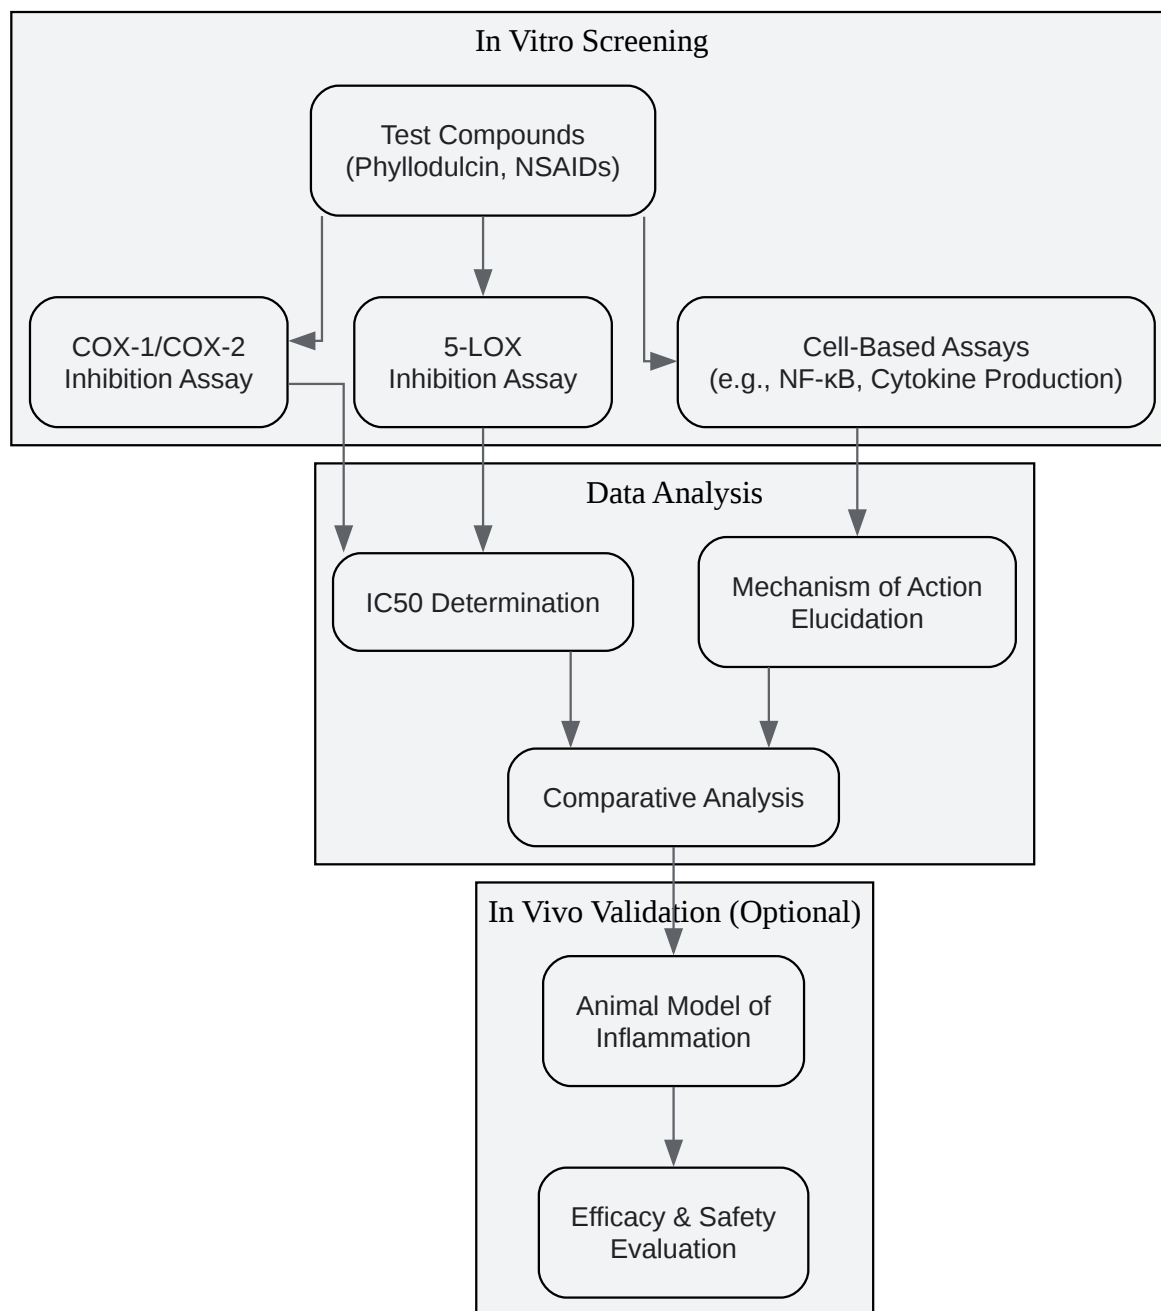 In Vitro Screening
Test Compounds
(Phyllodulcin, NSAIDs)
COX-1/COX-2
Inhibition Assay
5-LOX
Inhibition Assay
Cell-Based Assays
(e.g., NF-κB, Cytokine Production)
Data Analysis
IC50 Determination
Mechanism of Action
Elucidation
Comparative Analysis
In Vivo Validation (Optional)
Animal Model of
Inflammation
Efficacy & Safety
Evaluation